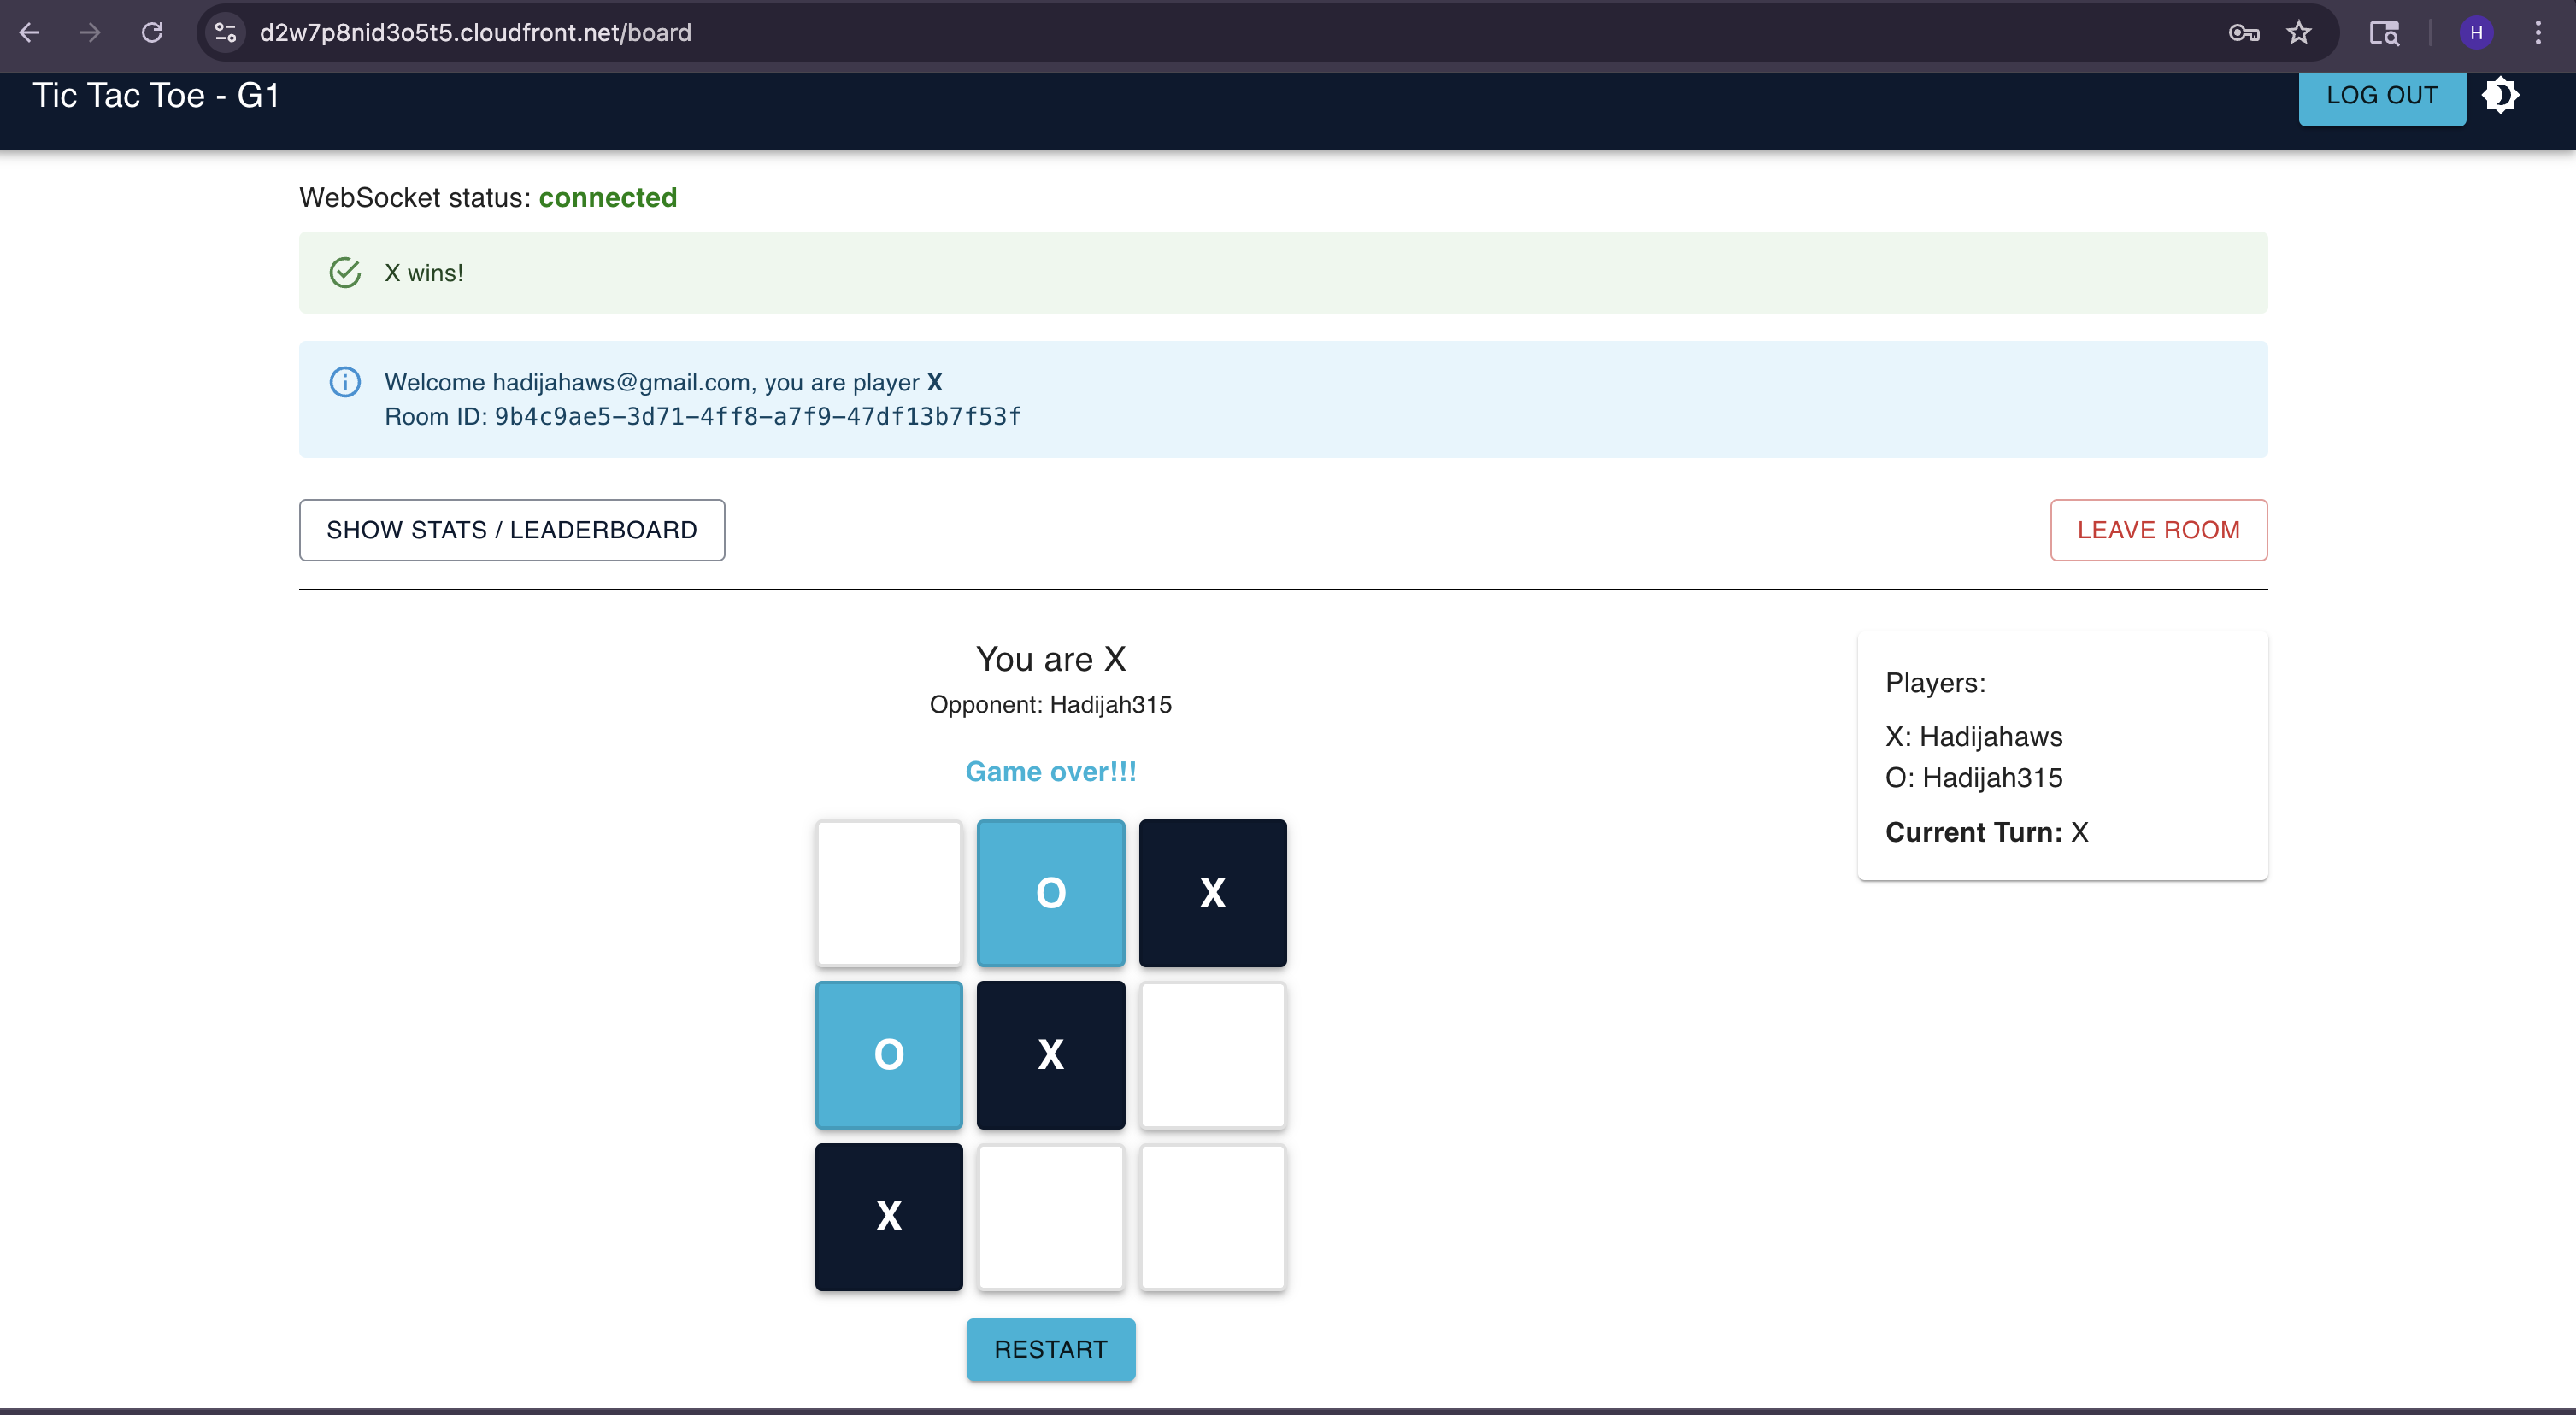 d2w7p8nid3o5t5.cloudfront.net/board
H
Tic Tac Toe - G1
LOG OUT
WebSocket status: connected
X wins!
Welcome hadijahaws@gmail.com, you are player X
Room ID: 9b4c9ae5-3d71-4ff8-a7f9-47df13b7f53f
SHOW STATS / LEADERBOARD
LEAVE ROOM
You are X
Opponent: Hadijah315
Game over!!!
O X
O X
X
RESTART
Players:
X: Hadijahaws
O: Hadijah315
Current Turn: X